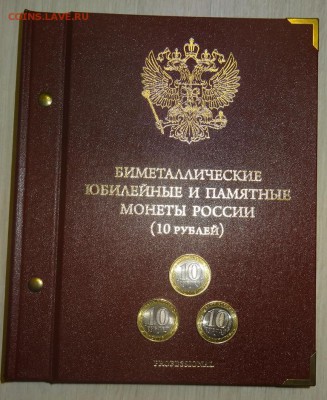 COINS.LAVE.RU
БИМЕТАЛЛИЧЕСКИЕ
ЮБИЛЕЙНЫЕ И ПАМЯТНЫЕ
МОНЕТЫ РОССИИ
(10 РУБЛЕЙ)
10
10 10
PROFESSIONAL